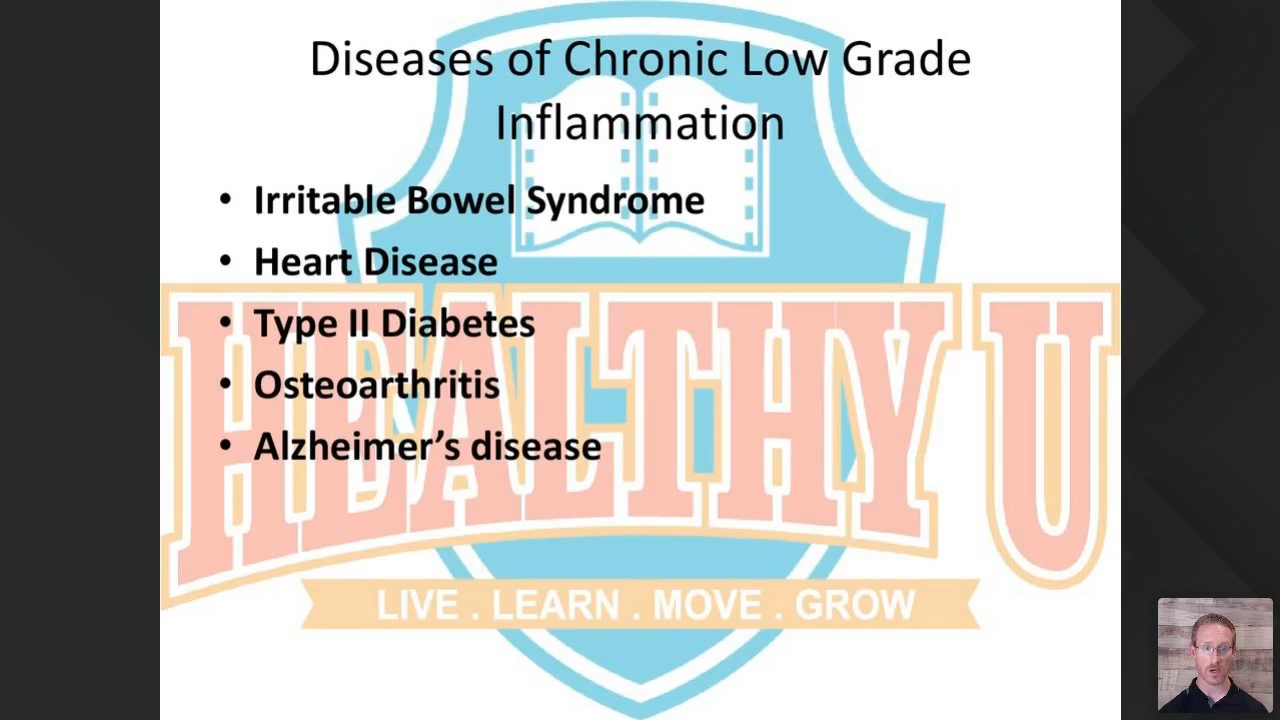 Diseases of Chronic Low Grade
Inflammation
• Irritable Bowel Syndrome
• Heart Disease
• Type II Diabetes
• Osteoarthritis
• Alzheimer’s disease
HEALTHY U
LIVE . LEARN . MOVE . GROW